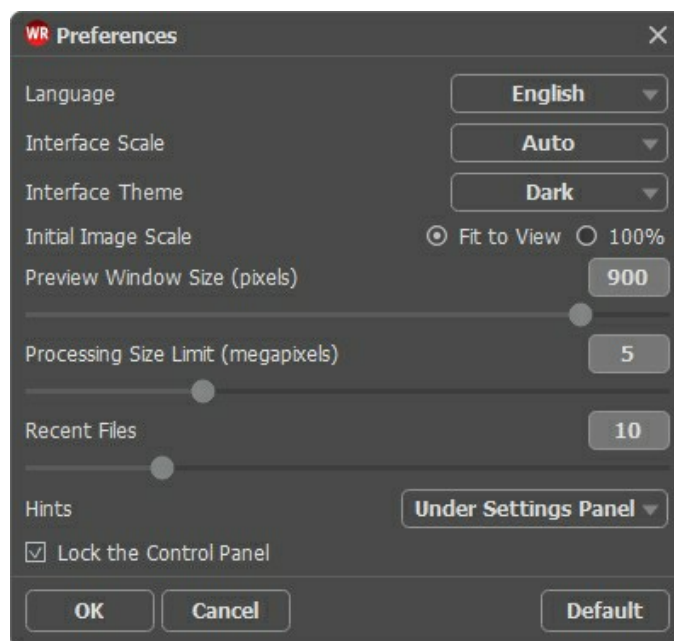 WR Preferences
Language English
Interface Scale Auto
Interface Theme Dark
Initial Image Scale Fit to View 100%
Preview Window Size (pixels) 900
Processing Size Limit (megapixels) 5
Recent Files 10
Hints Under Settings Panel
Lock the Control Panel
OK Cancel Default